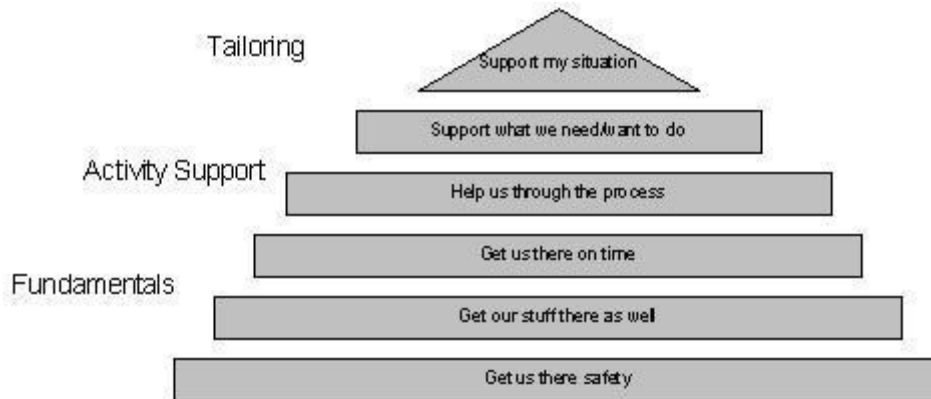 Tailoring
Support my situation
Support what we need/want to do
Activity Support
Help us through the process
Get us there on time
Fundamentals
Get our stuff there as well
Get us there safety